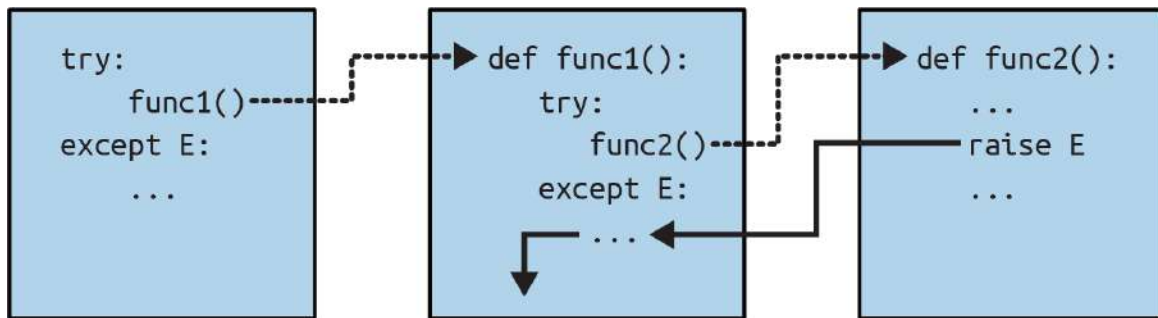 try:
func1()
except E:
...
def func1():
try:
func2()
except E:
...
def func2():
...
raise E
...